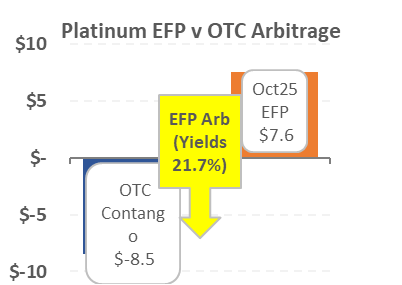 Platinum EFP v OTC Arbitrage
$10
$5
$-
$-5
$-10
EFP Arb
(Yields
21.7%)
Oct25
EFP
$7.6
OTC
Contang
o
$-8.5